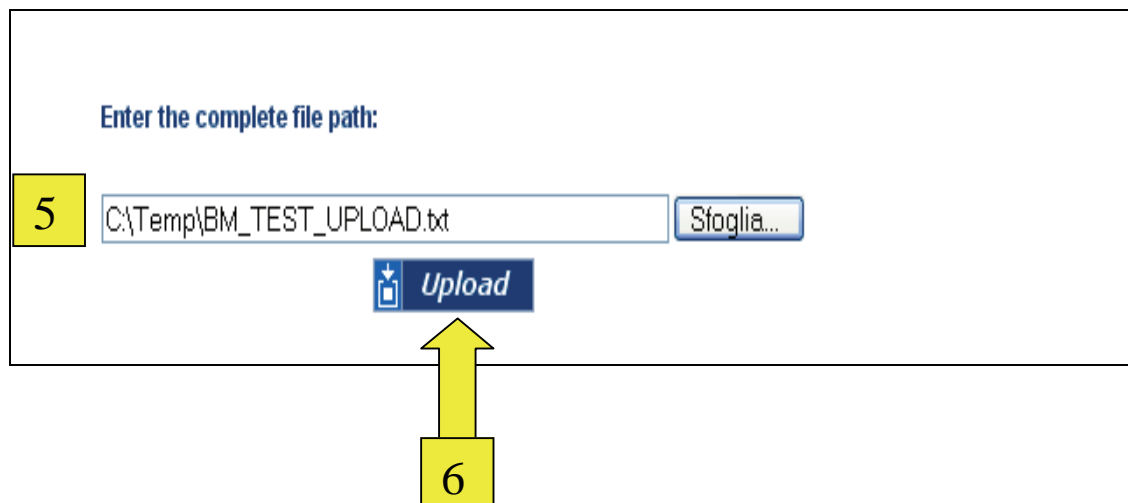 Enter the complete file path:
5 C:\Temp\BM_TEST_UPLOAD.txt Sfoglia...
Upload
6